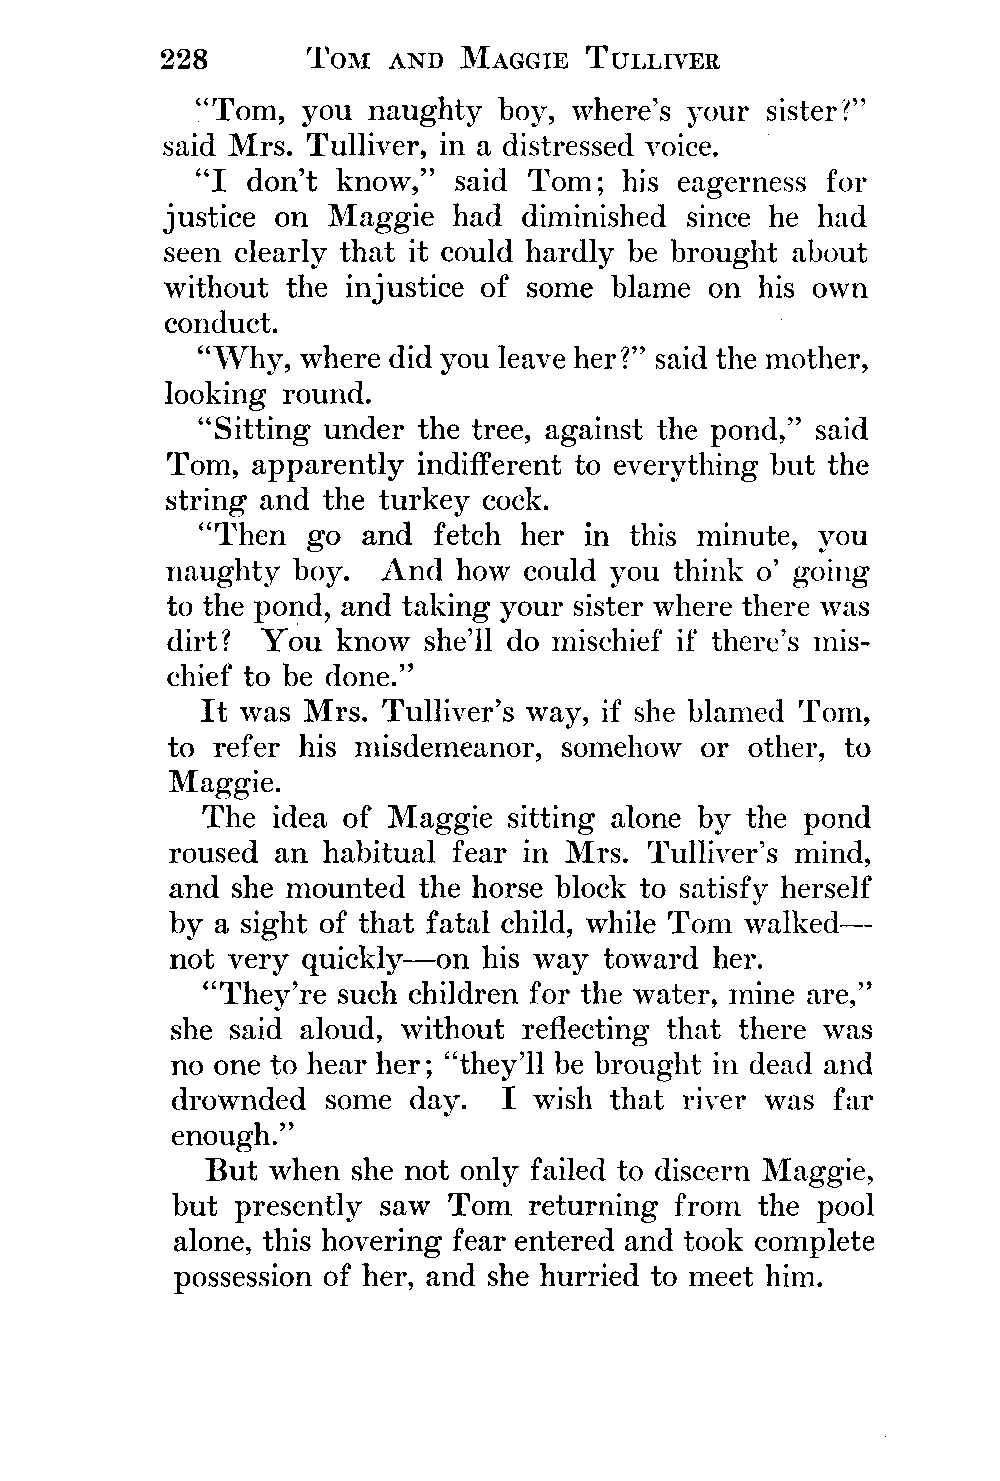 228 Tom and Maggie Tulliver
“Tom, you naughty boy, where’s your sister?”
said Mrs. Tulliver, in a distressed voice.
“I don’t know,” said Tom; his eagerness for
justice on Maggie had diminished since he had
seen clearly that it could hardly be brought about
without the injustice of some blame on his own
conduct.
“Why, where did you leave her?” said the mother,
looking round.
“Sitting under the tree, against the pond,” said
Tom, apparently indifferent to everything but the
string and the turkey cock.
“Then go and fetch her in this minute, you
naughty boy. And how could you think o’ going
to the pond, and taking your sister where there was
dirt? You know she’ll do mischief if there’s mis-
chief to be done.”
It was Mrs. Tulliver’s way, if she blamed Tom,
to refer his misdemeanor, somehow or other, to
Maggie.
The idea of Maggie sitting alone by the pond
roused an habitual fear in Mrs. Tulliver’s mind,
and she mounted the horse block to satisfy herself
by a sight of that fatal child, while Tom walked—
not very quickly—on his way toward her.
“They’re such children for the water, mine are,”
she said aloud, without reflecting that there was
no one to hear her; “they’ll be brought in dead and
drownded some day. I wish that river was far
enough.”
But when she not only failed to discern Maggie,
but presently saw Tom returning from the pool
alone, this hovering fear entered and took complete
possession of her, and she hurried to meet him.